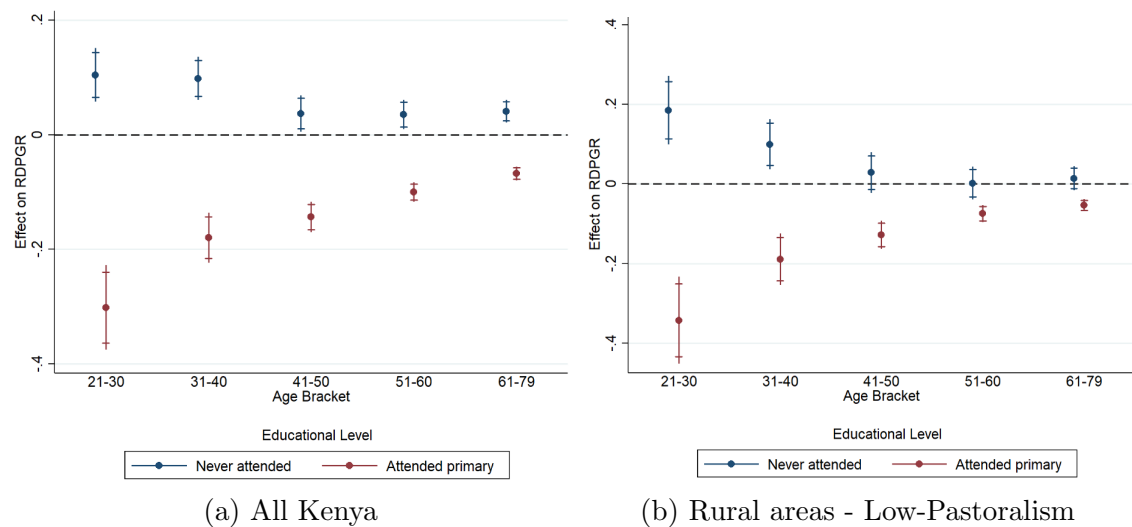 .2
0
-.2
-.4
Effect on RDPGR
21-30 31-40 41-50 51-60 61-79
Age Bracket
Educational Level
Never attended Attended primary
(a) All Kenya
.4
.2
0
-.2
-.4
Effect on RDPGR
21-30 31-40 41-50 51-60 61-79
Age Bracket
Educational Level
Never attended Attended primary
(b) Rural areas - Low-Pastoralism